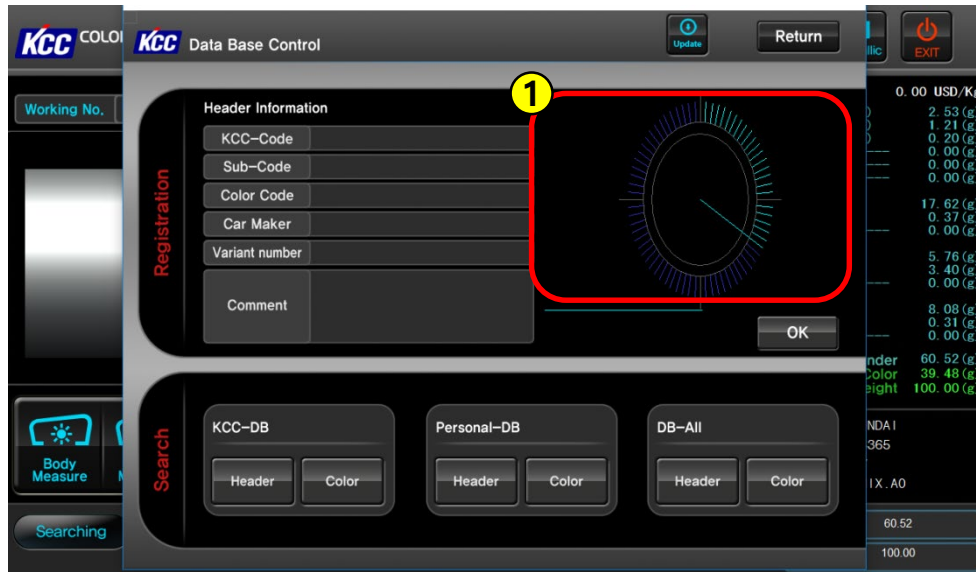 KCC COLO
KCC Data Base Control
Update
Return
llic
EXIT
1
Working No.
0.00 USD/K
Registration
Header Information
KCC-Code
Sub-Code
Color Code
Car Maker
Variant number
Comment
OK
2.53(g
1.21(g
0.20(g
0.00(g
0.00(g
0.00(g
17.62(g
0.37(g
0.00(g
5.76(g
3.40(g
0.00(g
8.08(g
0.31(g
0.00(g
nder 60.52(g
Color 39.48(g
eight 100.00(g
Body
Measure
Searching
Search
KCC-DB
Header Color
Personal-DB
Header Color
DB-All
Header Color
NDAI
365
IX.A0
60.52
100.00